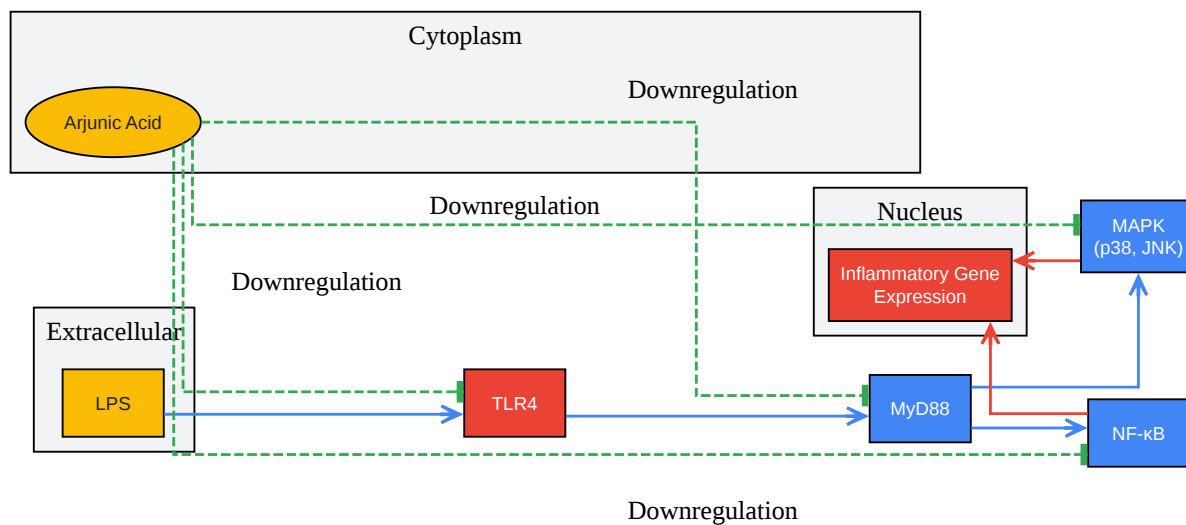 Cytoplasm
Downregulation
Arjunic Acid
Downregulation
Nucleus
MAPK
(p38, JNK)
Inflammatory Gene
Expression
Downregulation
Extracellular
LPS
TLR4
MyD88
NF-κB
Downregulation